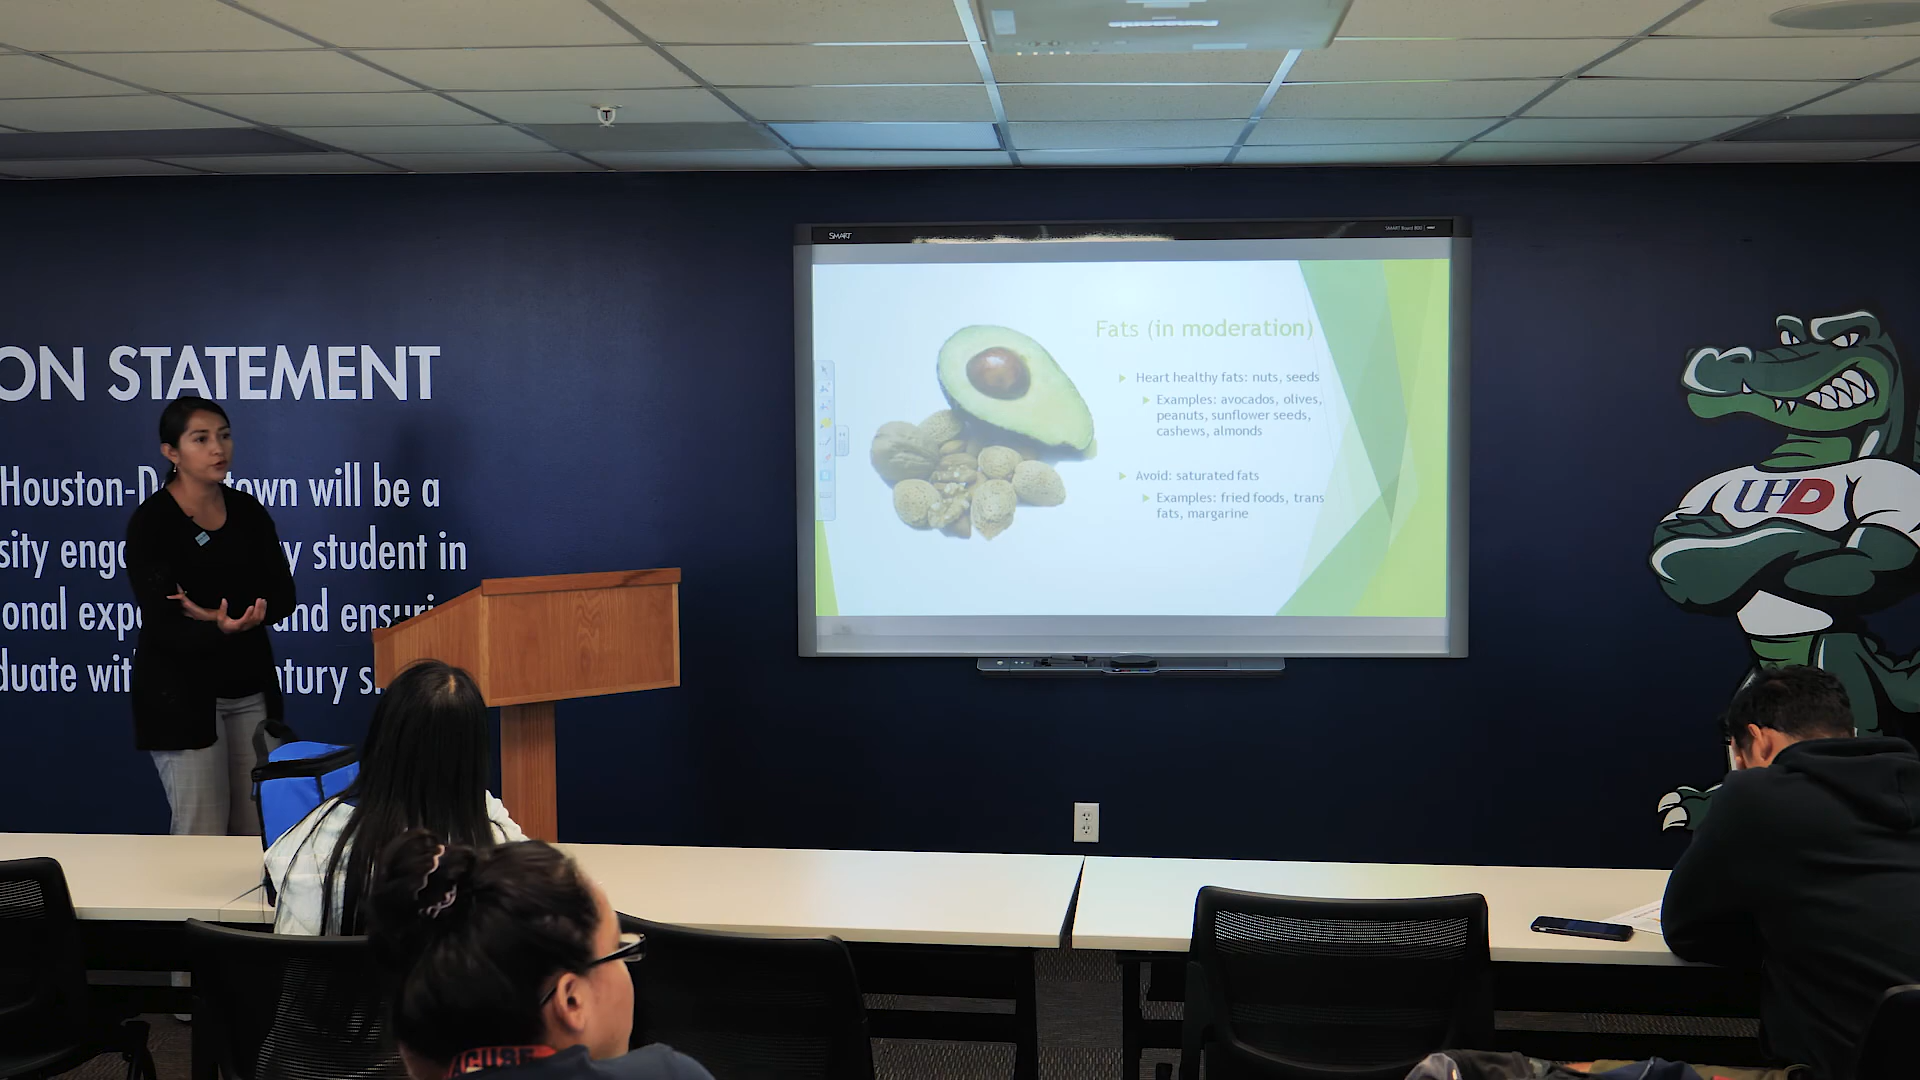 SMART
SMART Board 800
ON STATEMENT
Houston-D town will be a
sity enga y student in
onal expe and ensuri
duate wit ntury s
Fats (in moderation)
Heart healthy fats: nuts, seeds
Examples: avocados, olives,
peanuts, sunflower seeds,
cashews, almonds
Avoid: saturated fats
Examples: fried foods, trans
fats, margarine
UHD